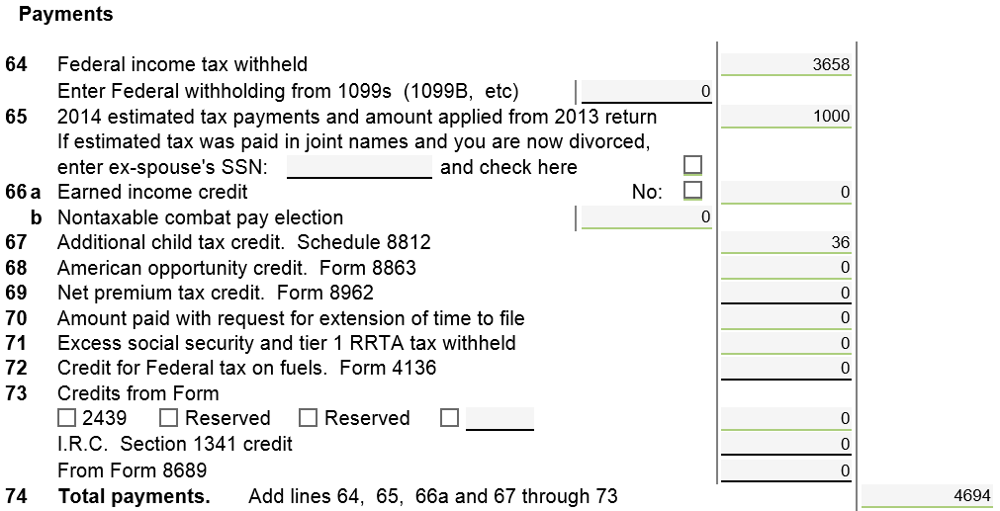 Payments
64 Federal income tax withheld 3658
Enter Federal withholding from 1099s (1099B, etc) 0
65 2014 estimated tax payments and amount applied from 2013 return 1000
If estimated tax was paid in joint names and you are now divorced,
enter ex-spouse's SSN: and check here
66 a Earned income credit No: 0
b Nontaxable combat pay election 0
67 Additional child tax credit. Schedule 8812 36
68 American opportunity credit. Form 8863 0
69 Net premium tax credit. Form 8962 0
70 Amount paid with request for extension of time to file 0
71 Excess social security and tier 1 RRTA tax withheld 0
72 Credit for Federal tax on fuels. Form 4136 0
73 Credits from Form
2439 Reserved Reserved 0
I.R.C. Section 1341 credit 0
From Form 8689 0
74 Total payments. Add lines 64, 65, 66a and 67 through 73 4694